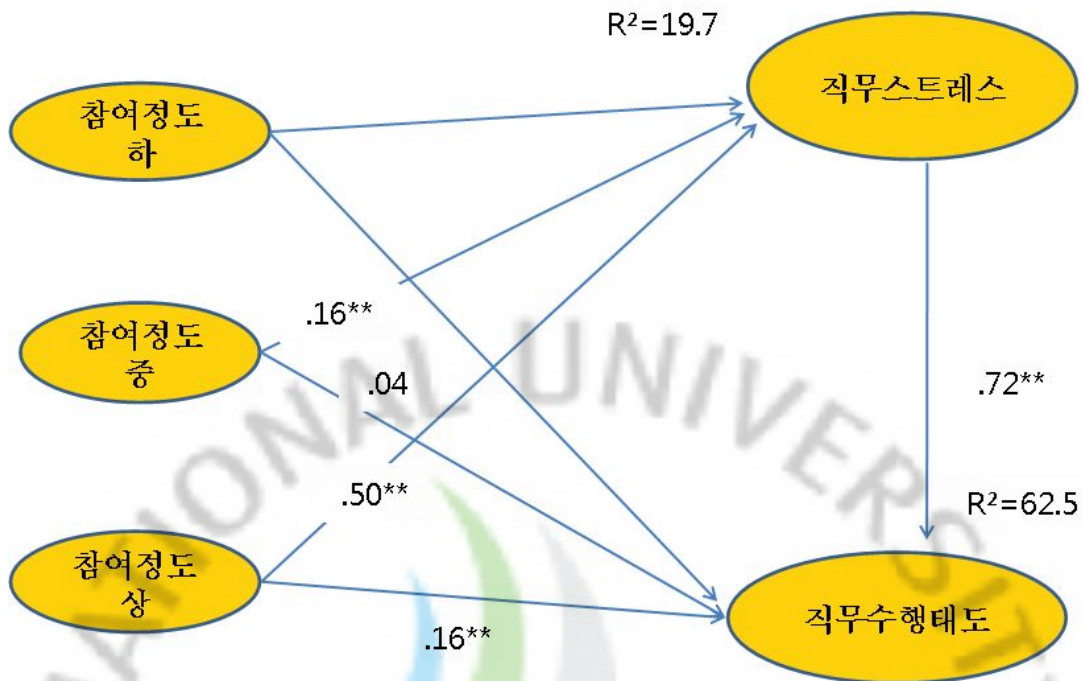 R²=19.7
직무스트레스
참여정도
하
참여정도
중
.16**
.04
.72**
.50**
R²=62.5
참여정도
상
.16**
직무수행태도
NATIONAL UNIVERSIT